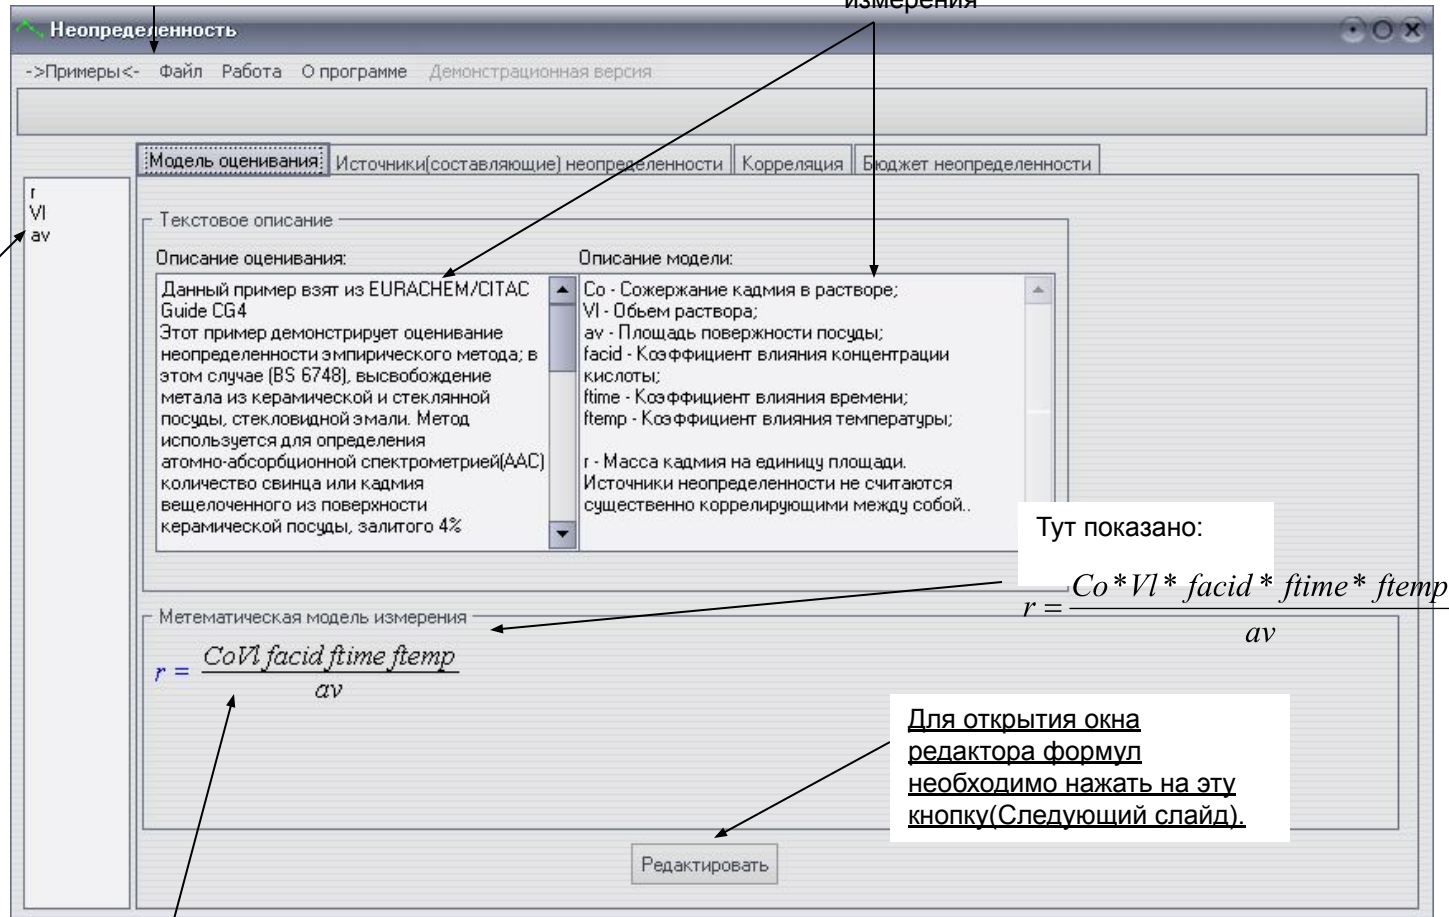 измерения
Неопределенность
->Примеры<- Файл Работа О программе Демонстрационная версия
Модель оценивания Источники(составляющие) неопределенности Корреляция Бюджет неопределенности
r
Vl
av
Текстовое описание
Описание оценивания:
Данный пример взят из EURACHEM/CITAC
Guide CG4
Этот пример демонстрирует оценивание
неопределенности эмпирического метода; в
этом случае (BS 6748), высвобождение
метала из керамической и стеклянной
посуды, стекловидной эмали. Метод
используется для определения
атомно-абсорбционной спектрометрией(ААС)
количество свинца или кадмия
вещелоченного из поверхности
керамической посуды, залитого 4%
Описание модели:
Co - Сожержание кадмия в растворе;
Vl - Обьем раствора;
av - Площадь повержности посуды;
facid - Коэффициент влияния концентрации
кислоты;
ftime - Коэффициент влияния времени;
ftemp - Коэффициент влияния температуры;
r - Масса кадмия на единицу площади.
Источники неопределенности не считаются
существенно коррелирующими между собой..
Тут показано:
r = Co*Vl* facid* ftime* ftemp
av
Метематическая модель измерения
r = CoVl facid ftime ftemp
av
Для открытия окна
редактора формул
необходимо нажать на эту
кнопку(Следующий слайд).
Редактировать